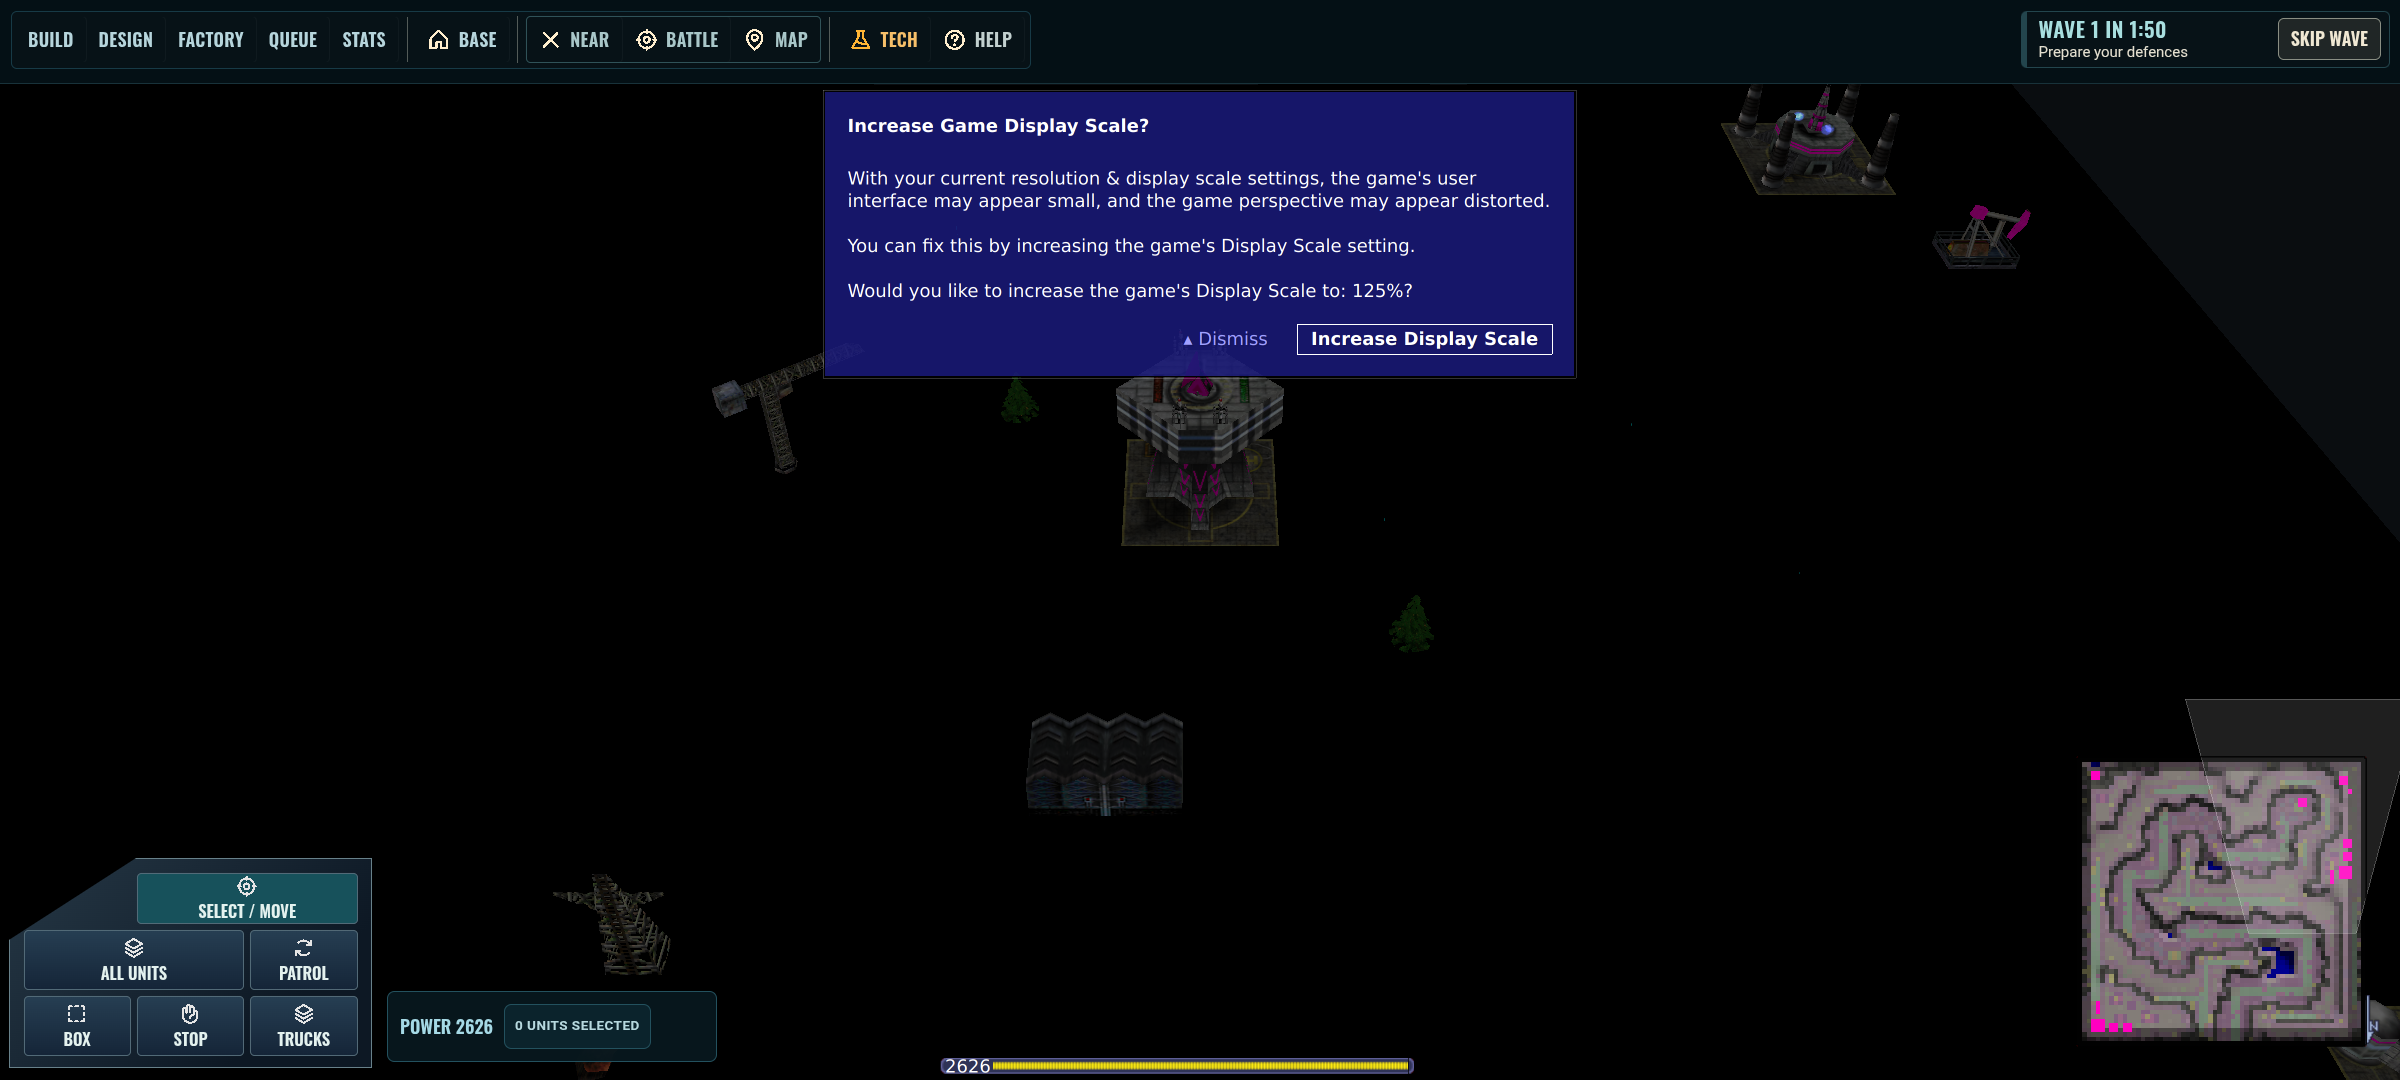 BUILD DESIGN FACTORY QUEUE STATS BASE NEAR BATTLE MAP TECH HELP
WAVE 1 IN 1:50
Prepare your defences
SKIP WAVE
Increase Game Display Scale?
With your current resolution & display scale settings, the game's user
interface may appear small, and the game perspective may appear distorted.
You can fix this by increasing the game's Display Scale setting.
Would you like to increase the game's Display Scale to: 125%?
▴ Dismiss Increase Display Scale
SELECT / MOVE
ALL UNITS PATROL
BOX STOP TRUCKS
POWER 2626 0 UNITS SELECTED
2626
N